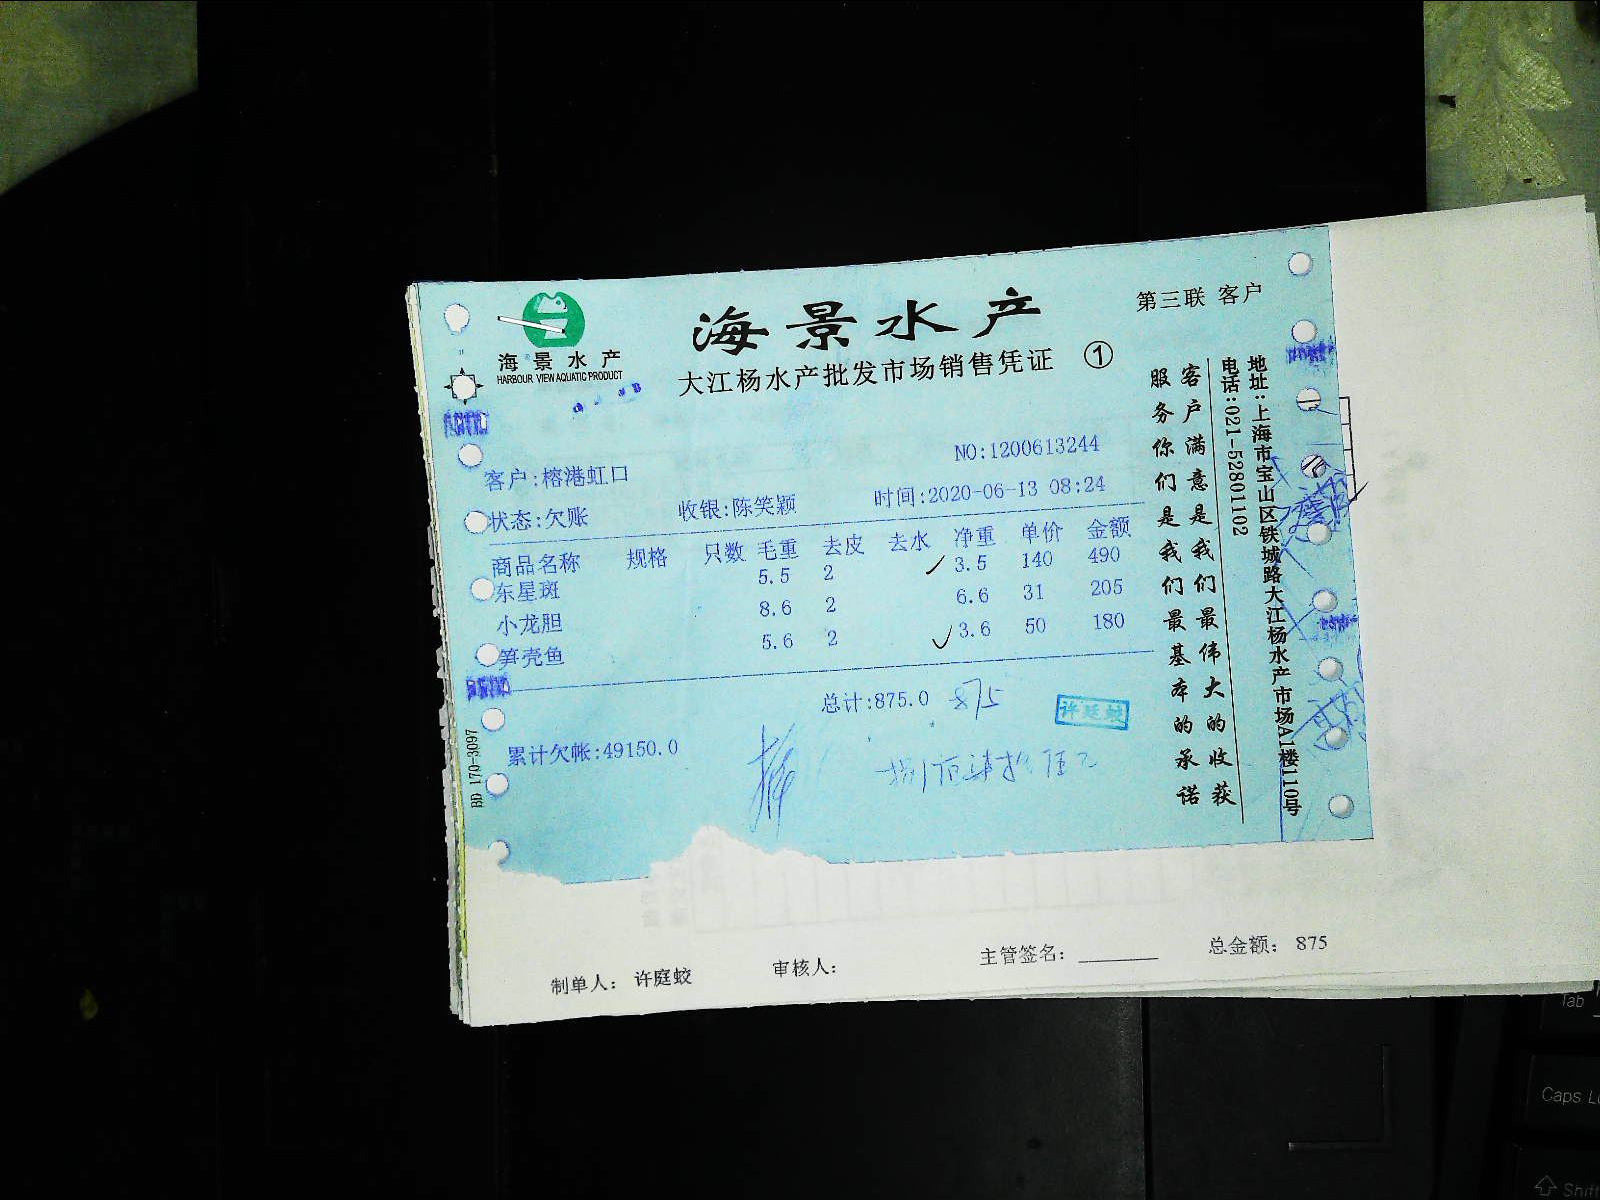 海景水产
HARBOUR VIEW AQUATIC PRODUCT
海景水产
大江杨水产批发市场销售凭证 ①
第三联 客户
NO:1200613244
客户:榕港虹口
状态:欠账 收银:陈笑颖 时间:2020-06-13 08:24
商品名称 规格 只数 毛重 去皮 去水 净重 单价 金额
东星斑 5.5 2 3.5 140 490
小龙胆 8.6 2 6.6 31 205
笋壳鱼 5.6 2 3.6 50 180
总计:875.0 875
许廷蛟
累计欠帐:49150.0
客户满意是我们最伟大的收获
服务你们是我们最基本的承诺
地址:上海市宝山区铁城路大江杨水产市场A1楼110号
电话:021-52801102
BD 170-3067
制单人: 许庭蛟 审核人: 主管签名: 总金额: 875
Tab
Caps Lo
Shift